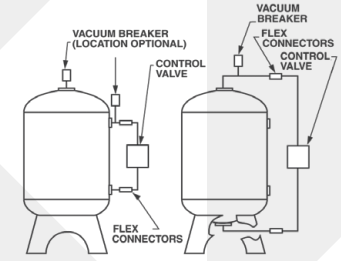 VACUUM BREAKER
(LOCATION OPTIONAL)
CONTROL
VALVE
FLEX
CONNECTORS
VACUUM
BREAKER
FLEX
CONNECTORS
CONTROL
VALVE